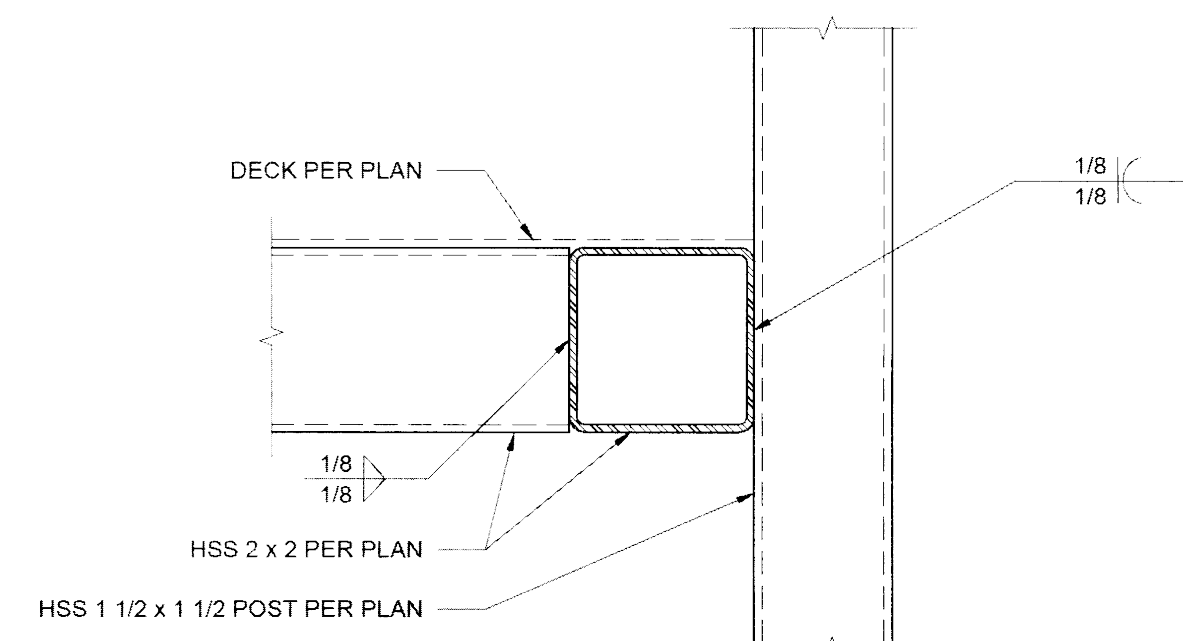 1/8
1/8
DECK PER PLAN
1/8
1/8
HSS 2 x 2 PER PLAN
HSS 1 1/2 x 1 1/2 POST PER PLAN